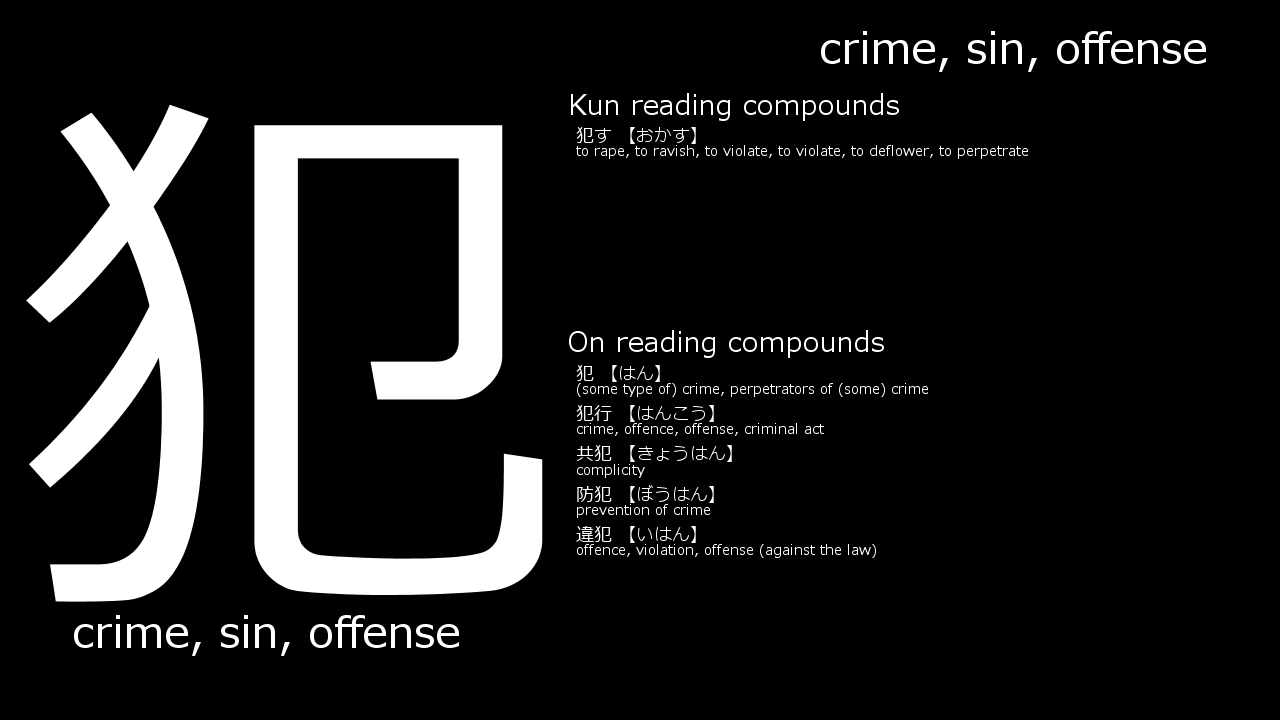 crime, sin, offense
犯
crime, sin, offense
Kun reading compounds
犯す 【おかす】
to rape, to ravish, to violate, to violate, to deflower, to perpetrate
On reading compounds
犯 【はん】
(some type of) crime, perpetrators of (some) crime
犯行 【はんこう】
crime, offence, offense, criminal act
共犯 【きょうはん】
complicity
防犯 【ぼうはん】
prevention of crime
違犯 【いはん】
offence, violation, offense (against the law)